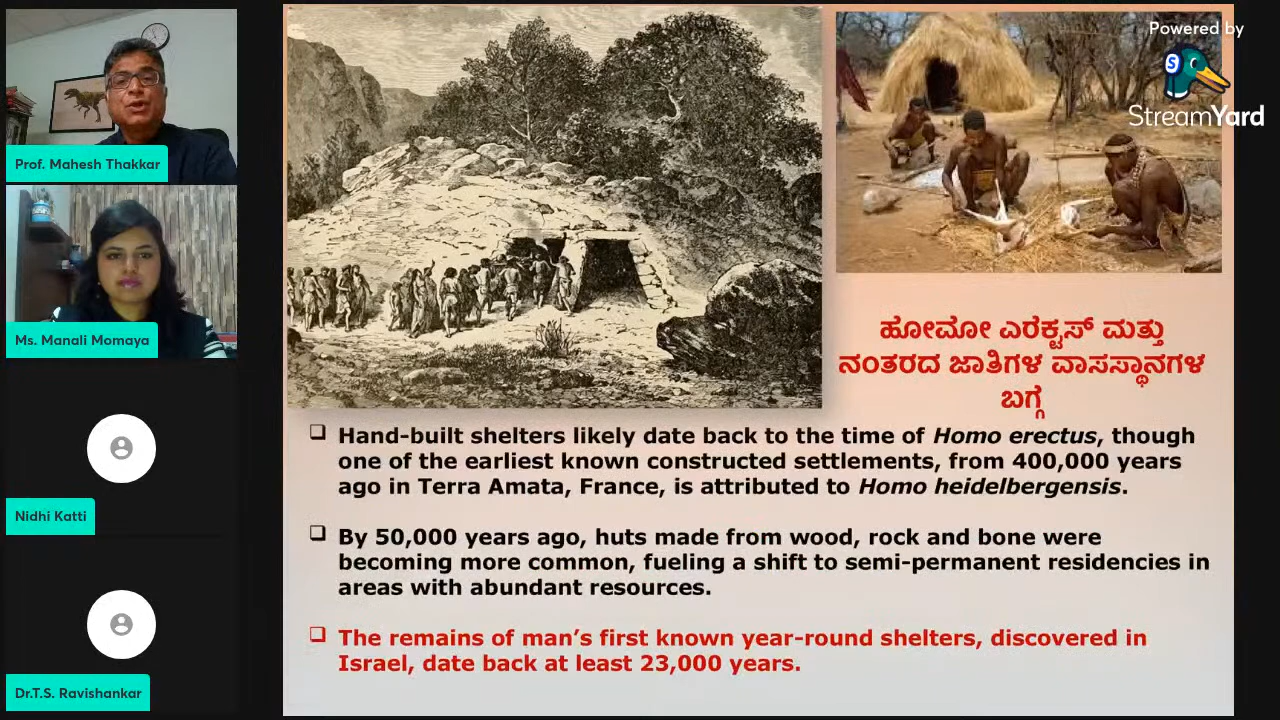 Prof. Mahesh Thakkar
Ms. Manali Momaya
Nidhi Katti
Dr.T.S. Ravishankar
Powered by
S
StreamYard
ಹೋಮೋ ಎರಕ್ಟಸ್ ಮತ್ತು
ನಂತರದ ಜಾತಿಗಳ ವಾಸಸ್ಥಾನಗಳ
ಬಗ್ಗೆ
Hand-built shelters likely date back to the time of Homo erectus, though
one of the earliest known constructed settlements, from 400,000 years
ago in Terra Amata, France, is attributed to Homo heidelbergensis.
By 50,000 years ago, huts made from wood, rock and bone were
becoming more common, fueling a shift to semi-permanent residencies in
areas with abundant resources.
The remains of man’s first known year-round shelters, discovered in
Israel, date back at least 23,000 years.